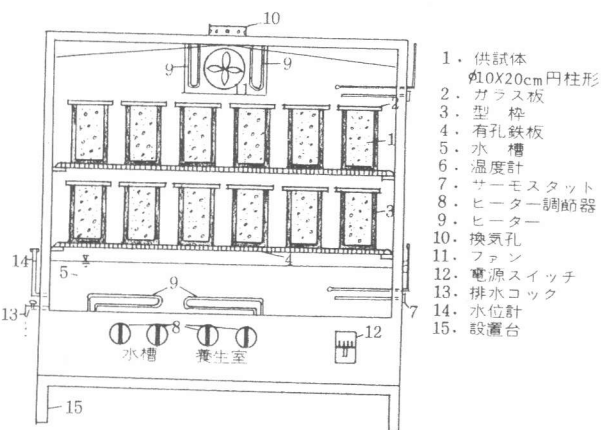 10
9
9
11
2
1
3
4
14
5
9
13
7
8
12
水槽
養生室
15
1. 供試体
φ10×20cm円柱形
2. ガラス板
3. 型 枠
4. 有孔鉄板
5. 水 槽
6. 温度計
7. サーモスタット
8. ヒーター調節器
9. ヒーター
10. 換気孔
11. ファン
12. 電源スイッチ
13. 排水コック
14. 水位計
15. 設置台